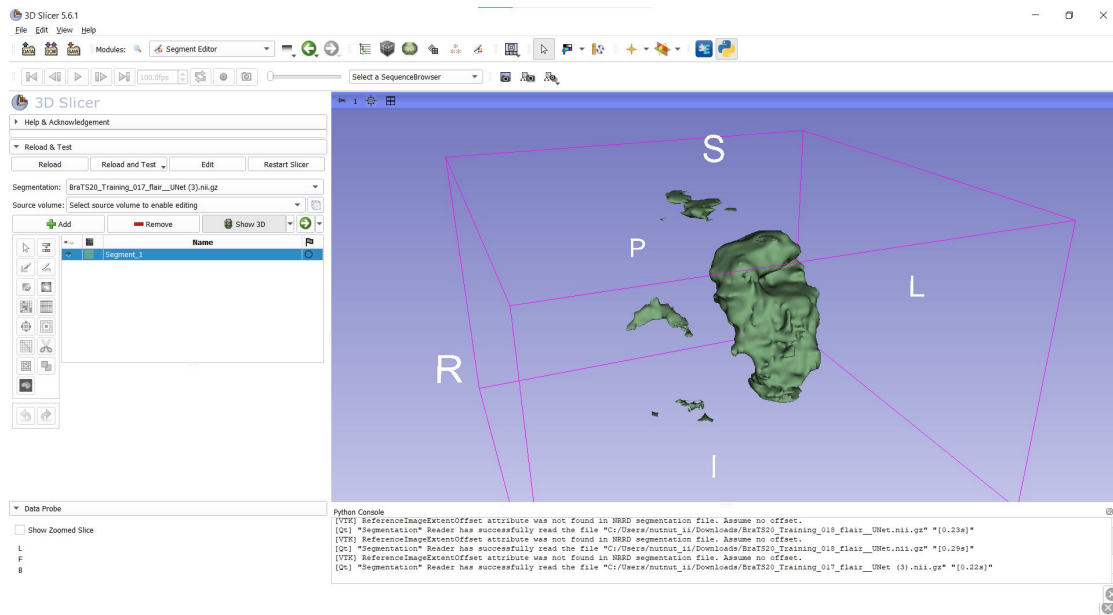 3D Slicer 5.6.1
File Edit View Help
DATA DCM SAVE Modules: Segment Editor
100.0fps Select a SequenceBrowser
3D Slicer
Help & Acknowledgement
Reload & Test
Reload Reload and Test Edit Restart Slicer
Segmentation: BraTS20_Training_017_flair__UNet (3).nii.gz
Source volume: Select source volume to enable editing
Add Remove Show 3D
Name
Segment_1
1
S
P
L
R
I
Data Probe
Show Zoomed Slice
L
F
B
Python Console
[VTK] ReferenceImageExtentOffset attribute was not found in NRRD segmentation file. Assume no offset.
[Qt] "Segmentation" Reader has successfully read the file "C:/Users/nutnut_ii/Downloads/BraTS20_Training_018_flair__UNet.nii.gz" "[0.23s]"
[VTK] ReferenceImageExtentOffset attribute was not found in NRRD segmentation file. Assume no offset.
[Qt] "Segmentation" Reader has successfully read the file "C:/Users/nutnut_ii/Downloads/BraTS20_Training_018_flair__UNet.nii.gz" "[0.29s]"
[VTK] ReferenceImageExtentOffset attribute was not found in NRRD segmentation file. Assume no offset.
[Qt] "Segmentation" Reader has successfully read the file "C:/Users/nutnut_ii/Downloads/BraTS20_Training_017_flair__UNet (3).nii.gz" "[0.22s]"